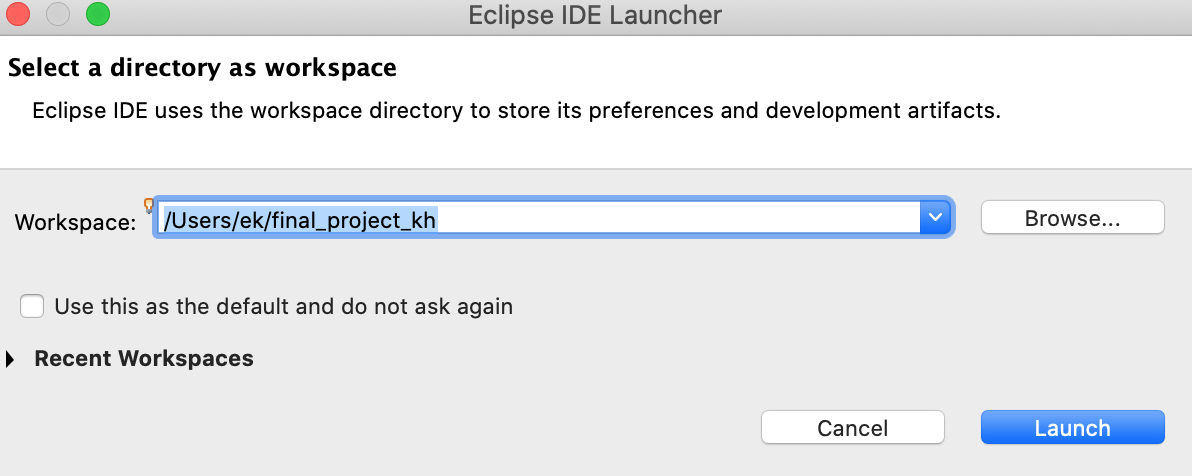 Eclipse IDE Launcher
Select a directory as workspace
Eclipse IDE uses the workspace directory to store its preferences and development artifacts.
Workspace: /Users/ek/final_project_kh Browse...
Use this as the default and do not ask again
Recent Workspaces
Cancel Launch